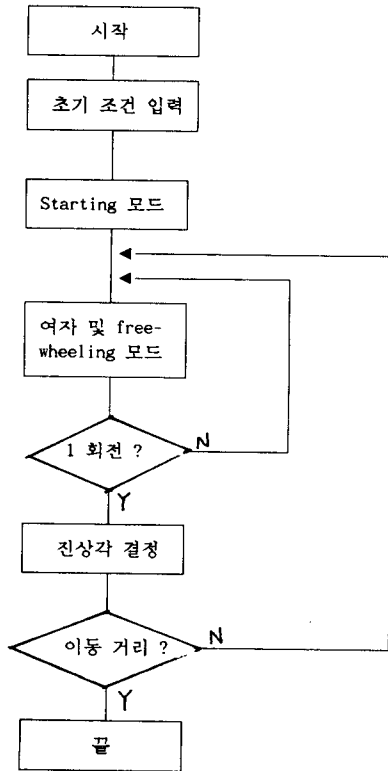 시작
초기 조건 입력
Starting 모드
여자 및 free-
wheeling 모드
1 회전 ?
N
Y
진상각 결정
이동 거리 ?
N
Y
끝